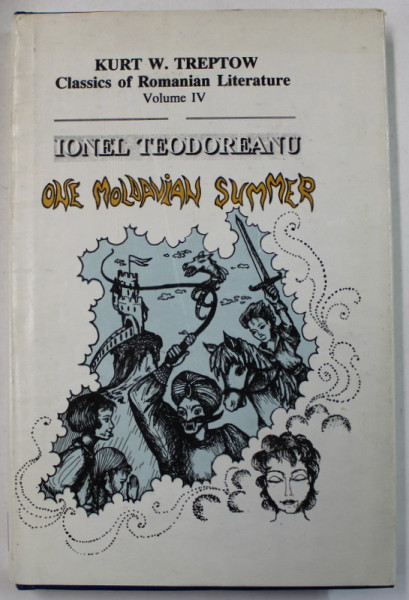 KURT W. TREPTOW
Classics of Romanian Literature
Volume IV
IONEL TEODOREANU
ONE MOLDAVIAN SUMMER